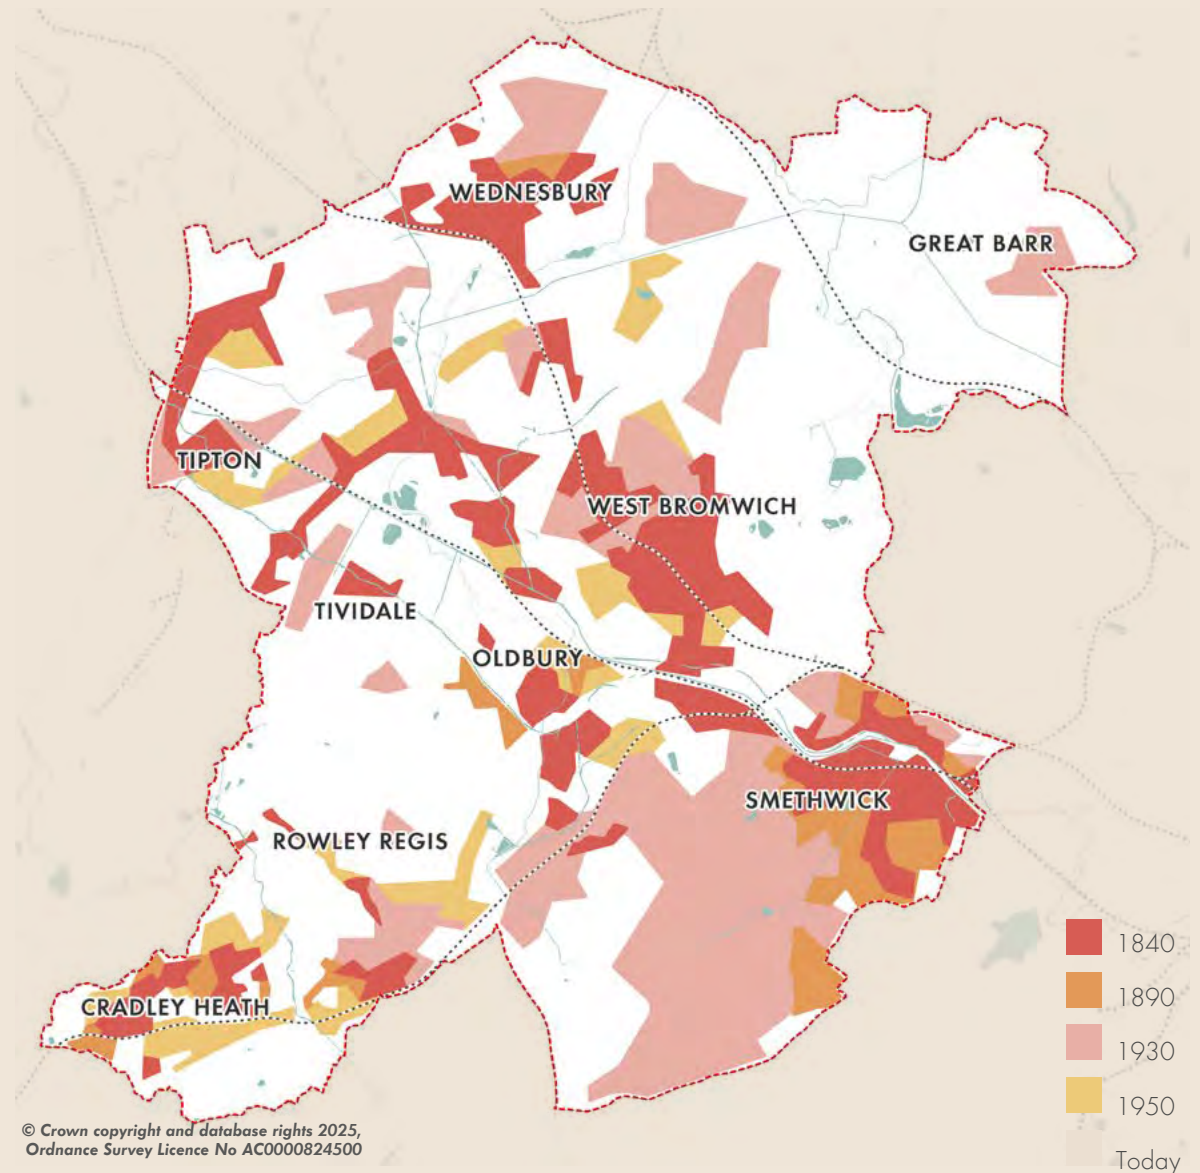 WEDNESBURY
GREAT BARR
TIPTON
WEST BROMWICH
TIVIDALE
OLDBURY
SMETHWICK
ROWLEY REGIS
CRADLEY HEATH
1840
1890
1930
1950
Today
© Crown copyright and database rights 2025,
Ordnance Survey Licence No AC0000824500